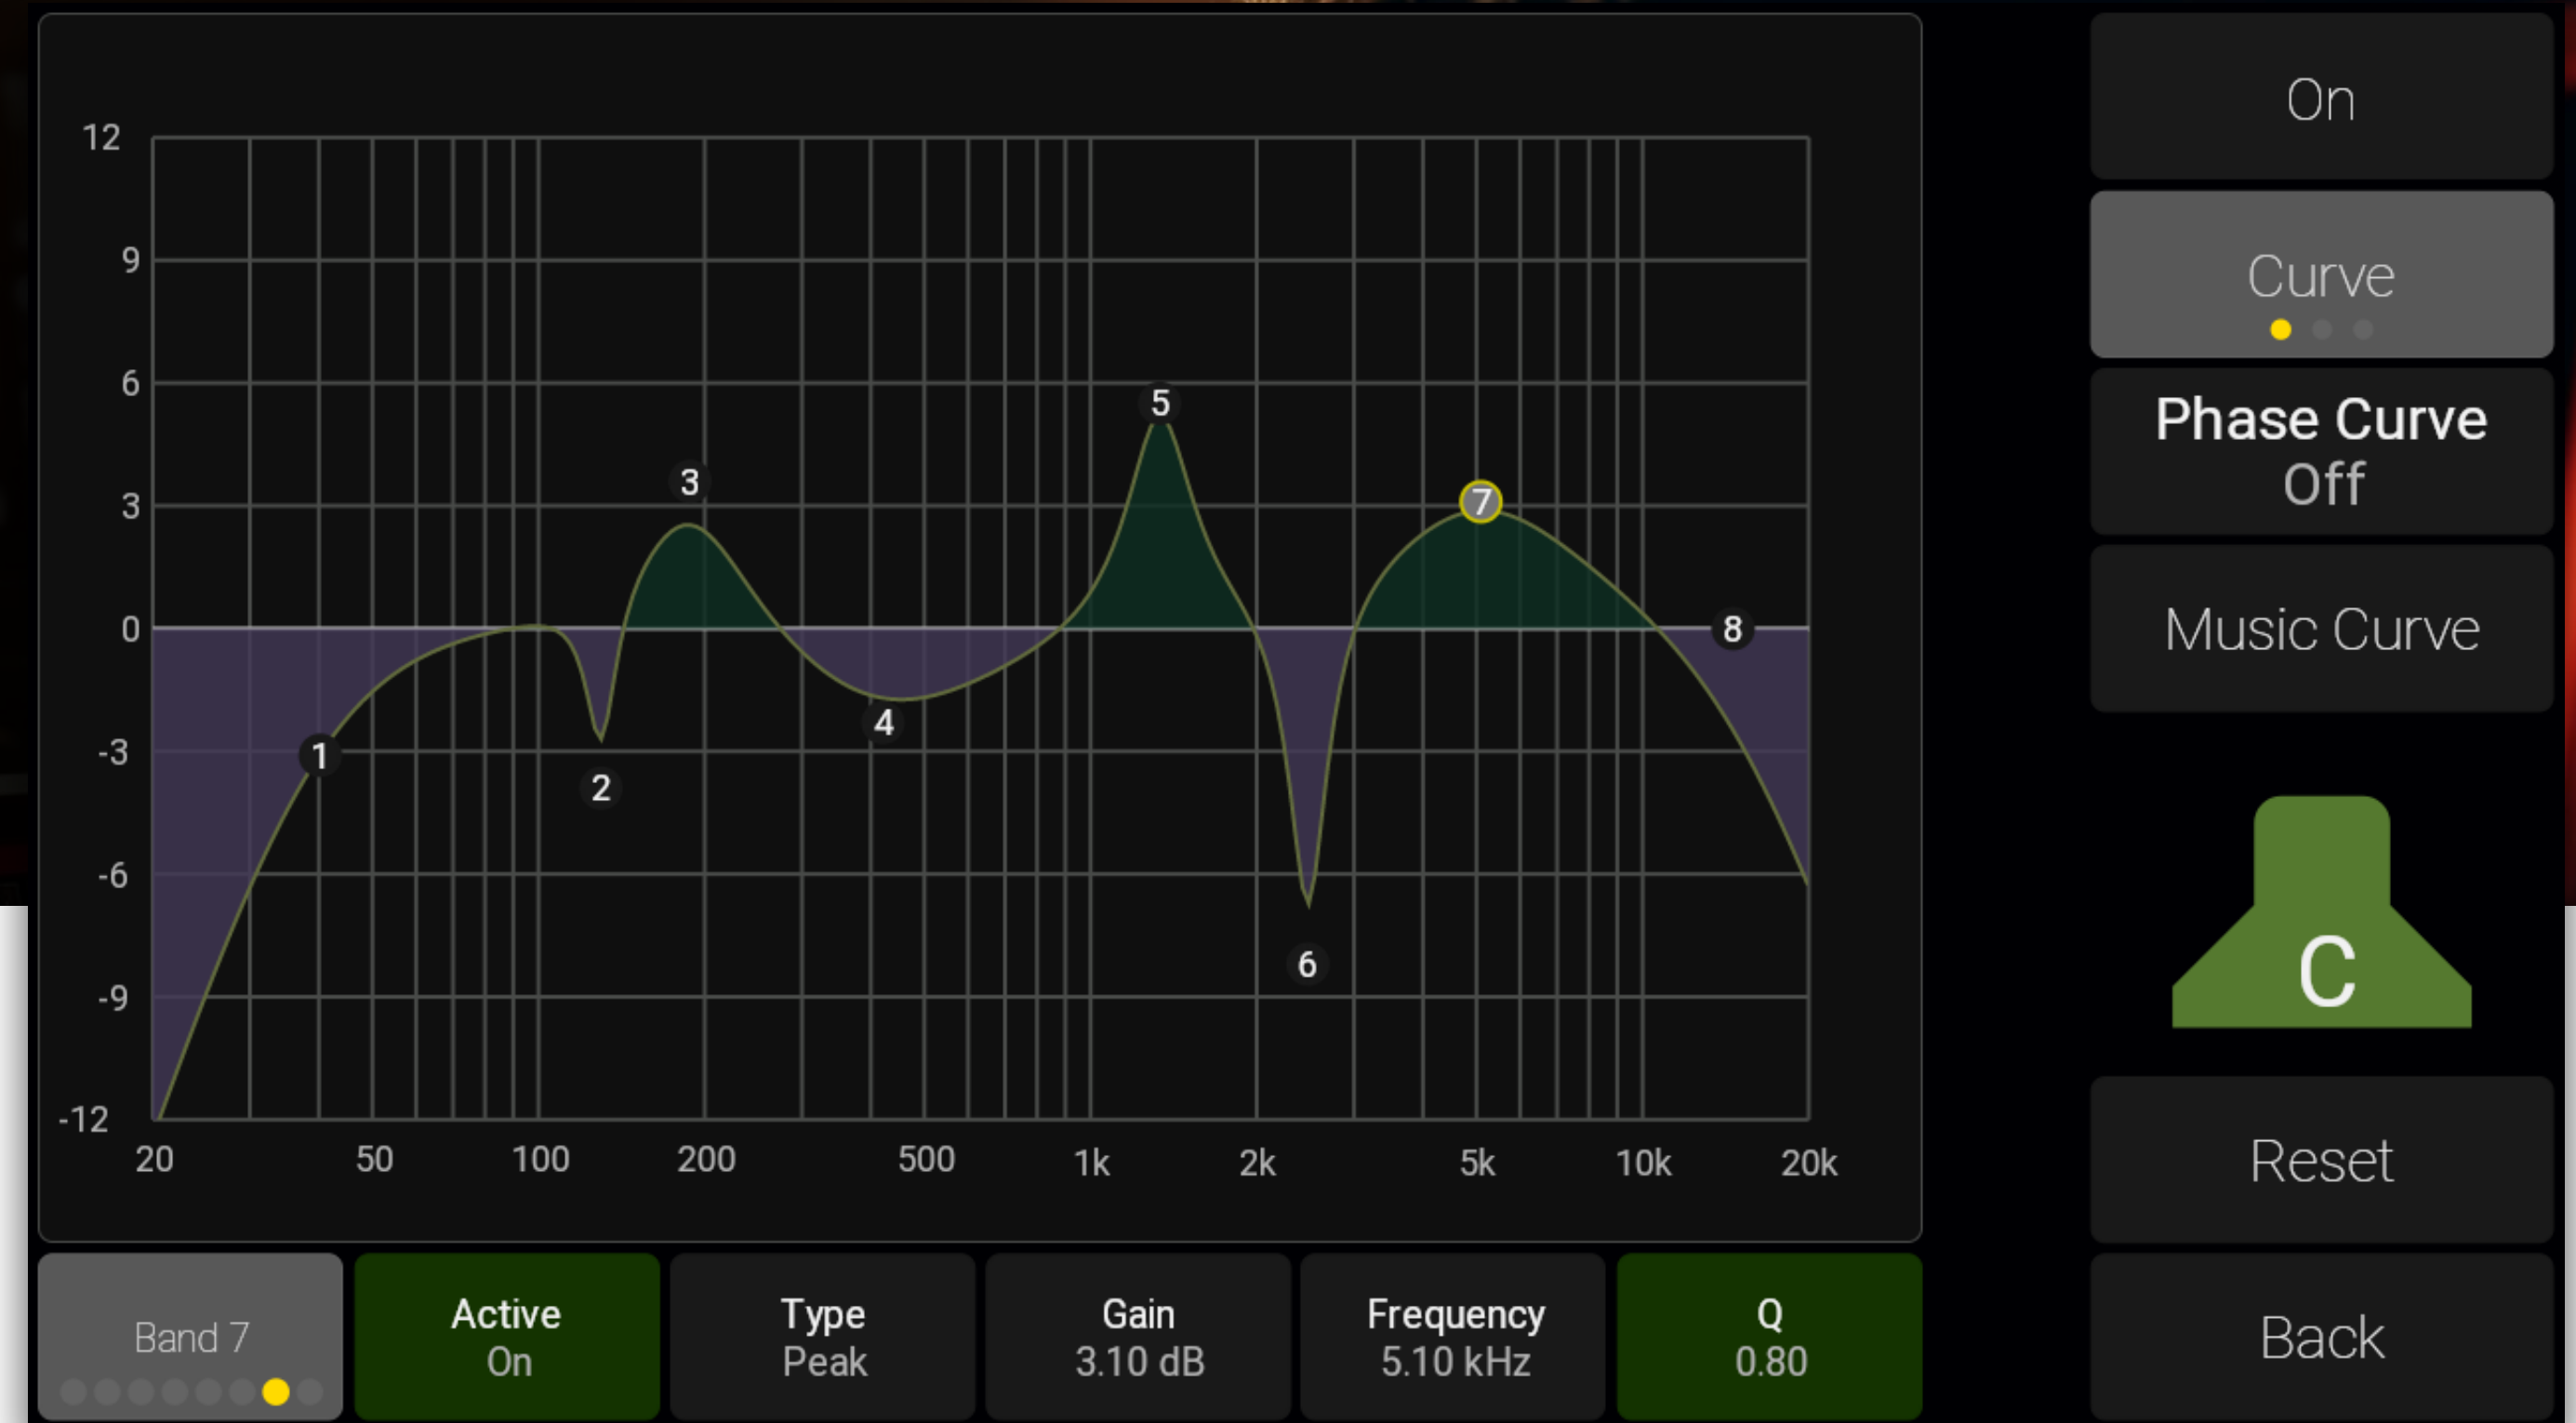 12
9
6
3
0
-3
-6
-9
-12
20 50 100 200 500 1k 2k 5k 10k 20k
1
2
3
4
5
6
7
8
Band 7
Active
On
Type
Peak
Gain
3.10 dB
Frequency
5.10 kHz
Q
0.80
On
Curve
Phase Curve
Off
Music Curve
C
Reset
Back